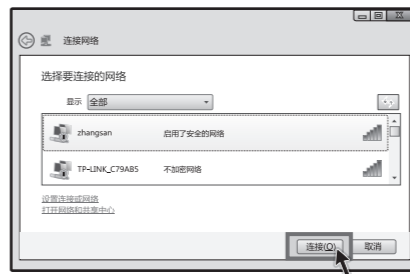 连接网络
选择要连接的网络
显示 全部
zhangsan 启用了安全的网络
TP-LINK_C79AB5 不加密网络
设置连接或网络
打开网络和共享中心
连接(O) 取消